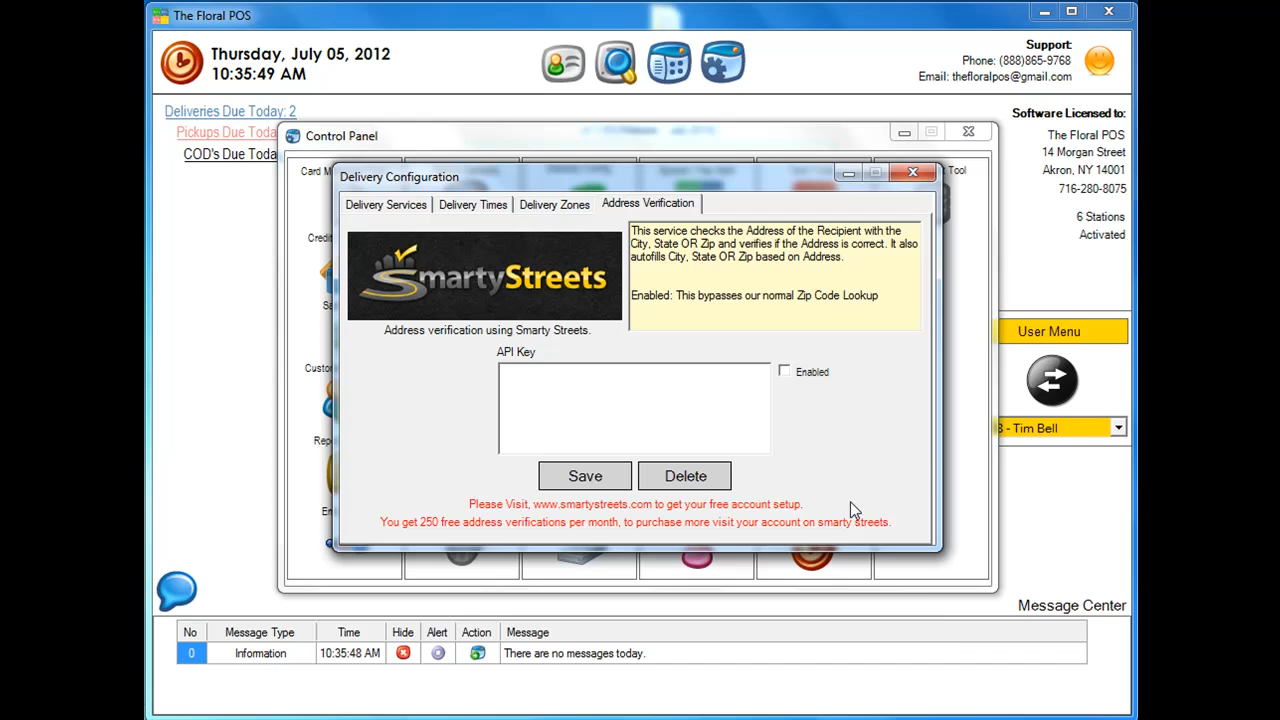 The Floral POS
Thursday, July 05, 2012
10:35:49 AM
Support:
Phone: (888)865-9768
Email: thefloralpos@gmail.com
Deliveries Due Today: 2
Pickups Due Toda
COD's Due Toda
Software Licensed to:
The Floral POS
14 Morgan Street
Akron, NY 14001
716-280-8075
6 Stations
Activated
Control Panel
Card M
Tool
Credi
Sa
Custo
Repo
En
Delivery Configuration
Delivery Services
Delivery Times
Delivery Zones
Address Verification
SmartyStreets
Address verification using Smarty Streets.
This service checks the Address of the Recipient with the
City, State OR Zip and verifies if the Address is correct. It also
autofills City, State OR Zip based on Address.
Enabled: This bypasses our normal Zip Code Lookup
API Key
Enabled
Save
Delete
Please Visit, www.smartystreets.com to get your free account setup.
You get 250 free address verifications per month, to purchase more visit your account on smarty streets.
User Menu
- Tim Bell
Message Center
No
Message Type
Time
Hide
Alert
Action
Message
0
Information
10:35:48 AM
There are no messages today.